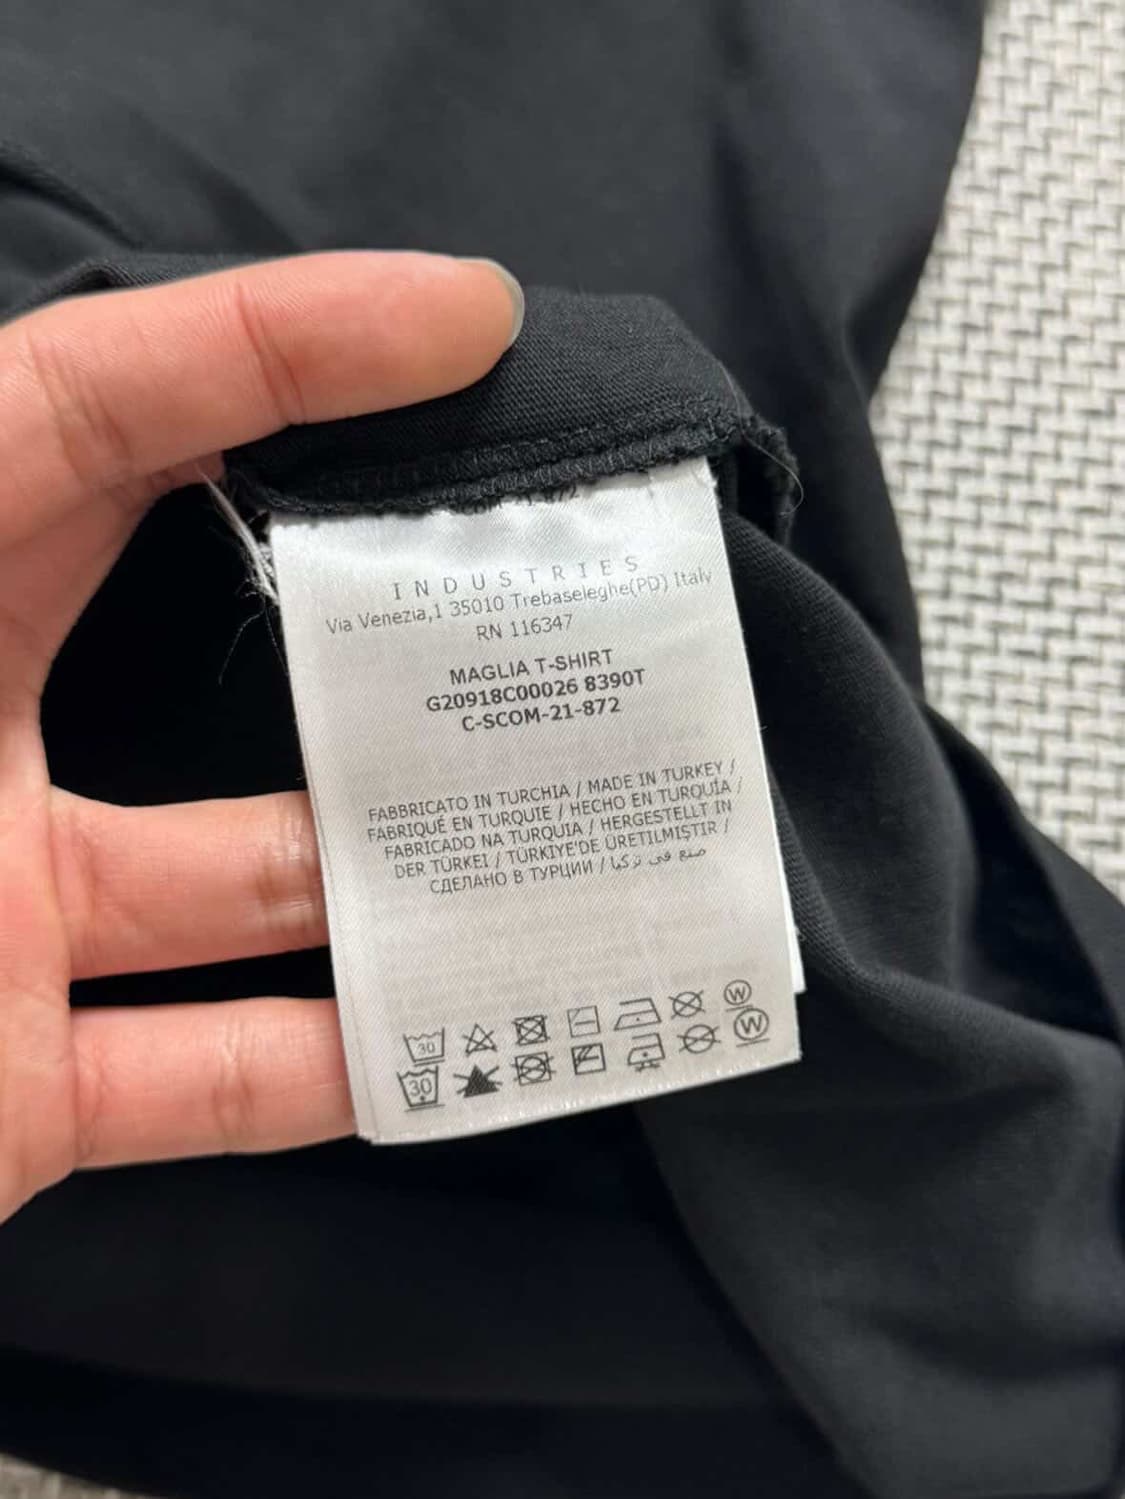 INDUSTRIES
Via Venezia,1 35010 Trebaseleghe(PD) Italy
RN 116347
MAGLIA T-SHIRT
G20918C00026 8390T
C-SCOM-21-872
FABBRICATO IN TURCHIA / MADE IN TURKEY /
FABRIQUÉ EN TURQUIE / HECHO EN TURQUÍA /
FABRICADO NA TURQUIA / HERGESTELLT IN
DER TÜRKEI / TÜRKIYE'DE ÜRETILMIŞTIR /
СДЕЛАНО В ТУРЦИИ / صنع في تركيا
30 W
30 W